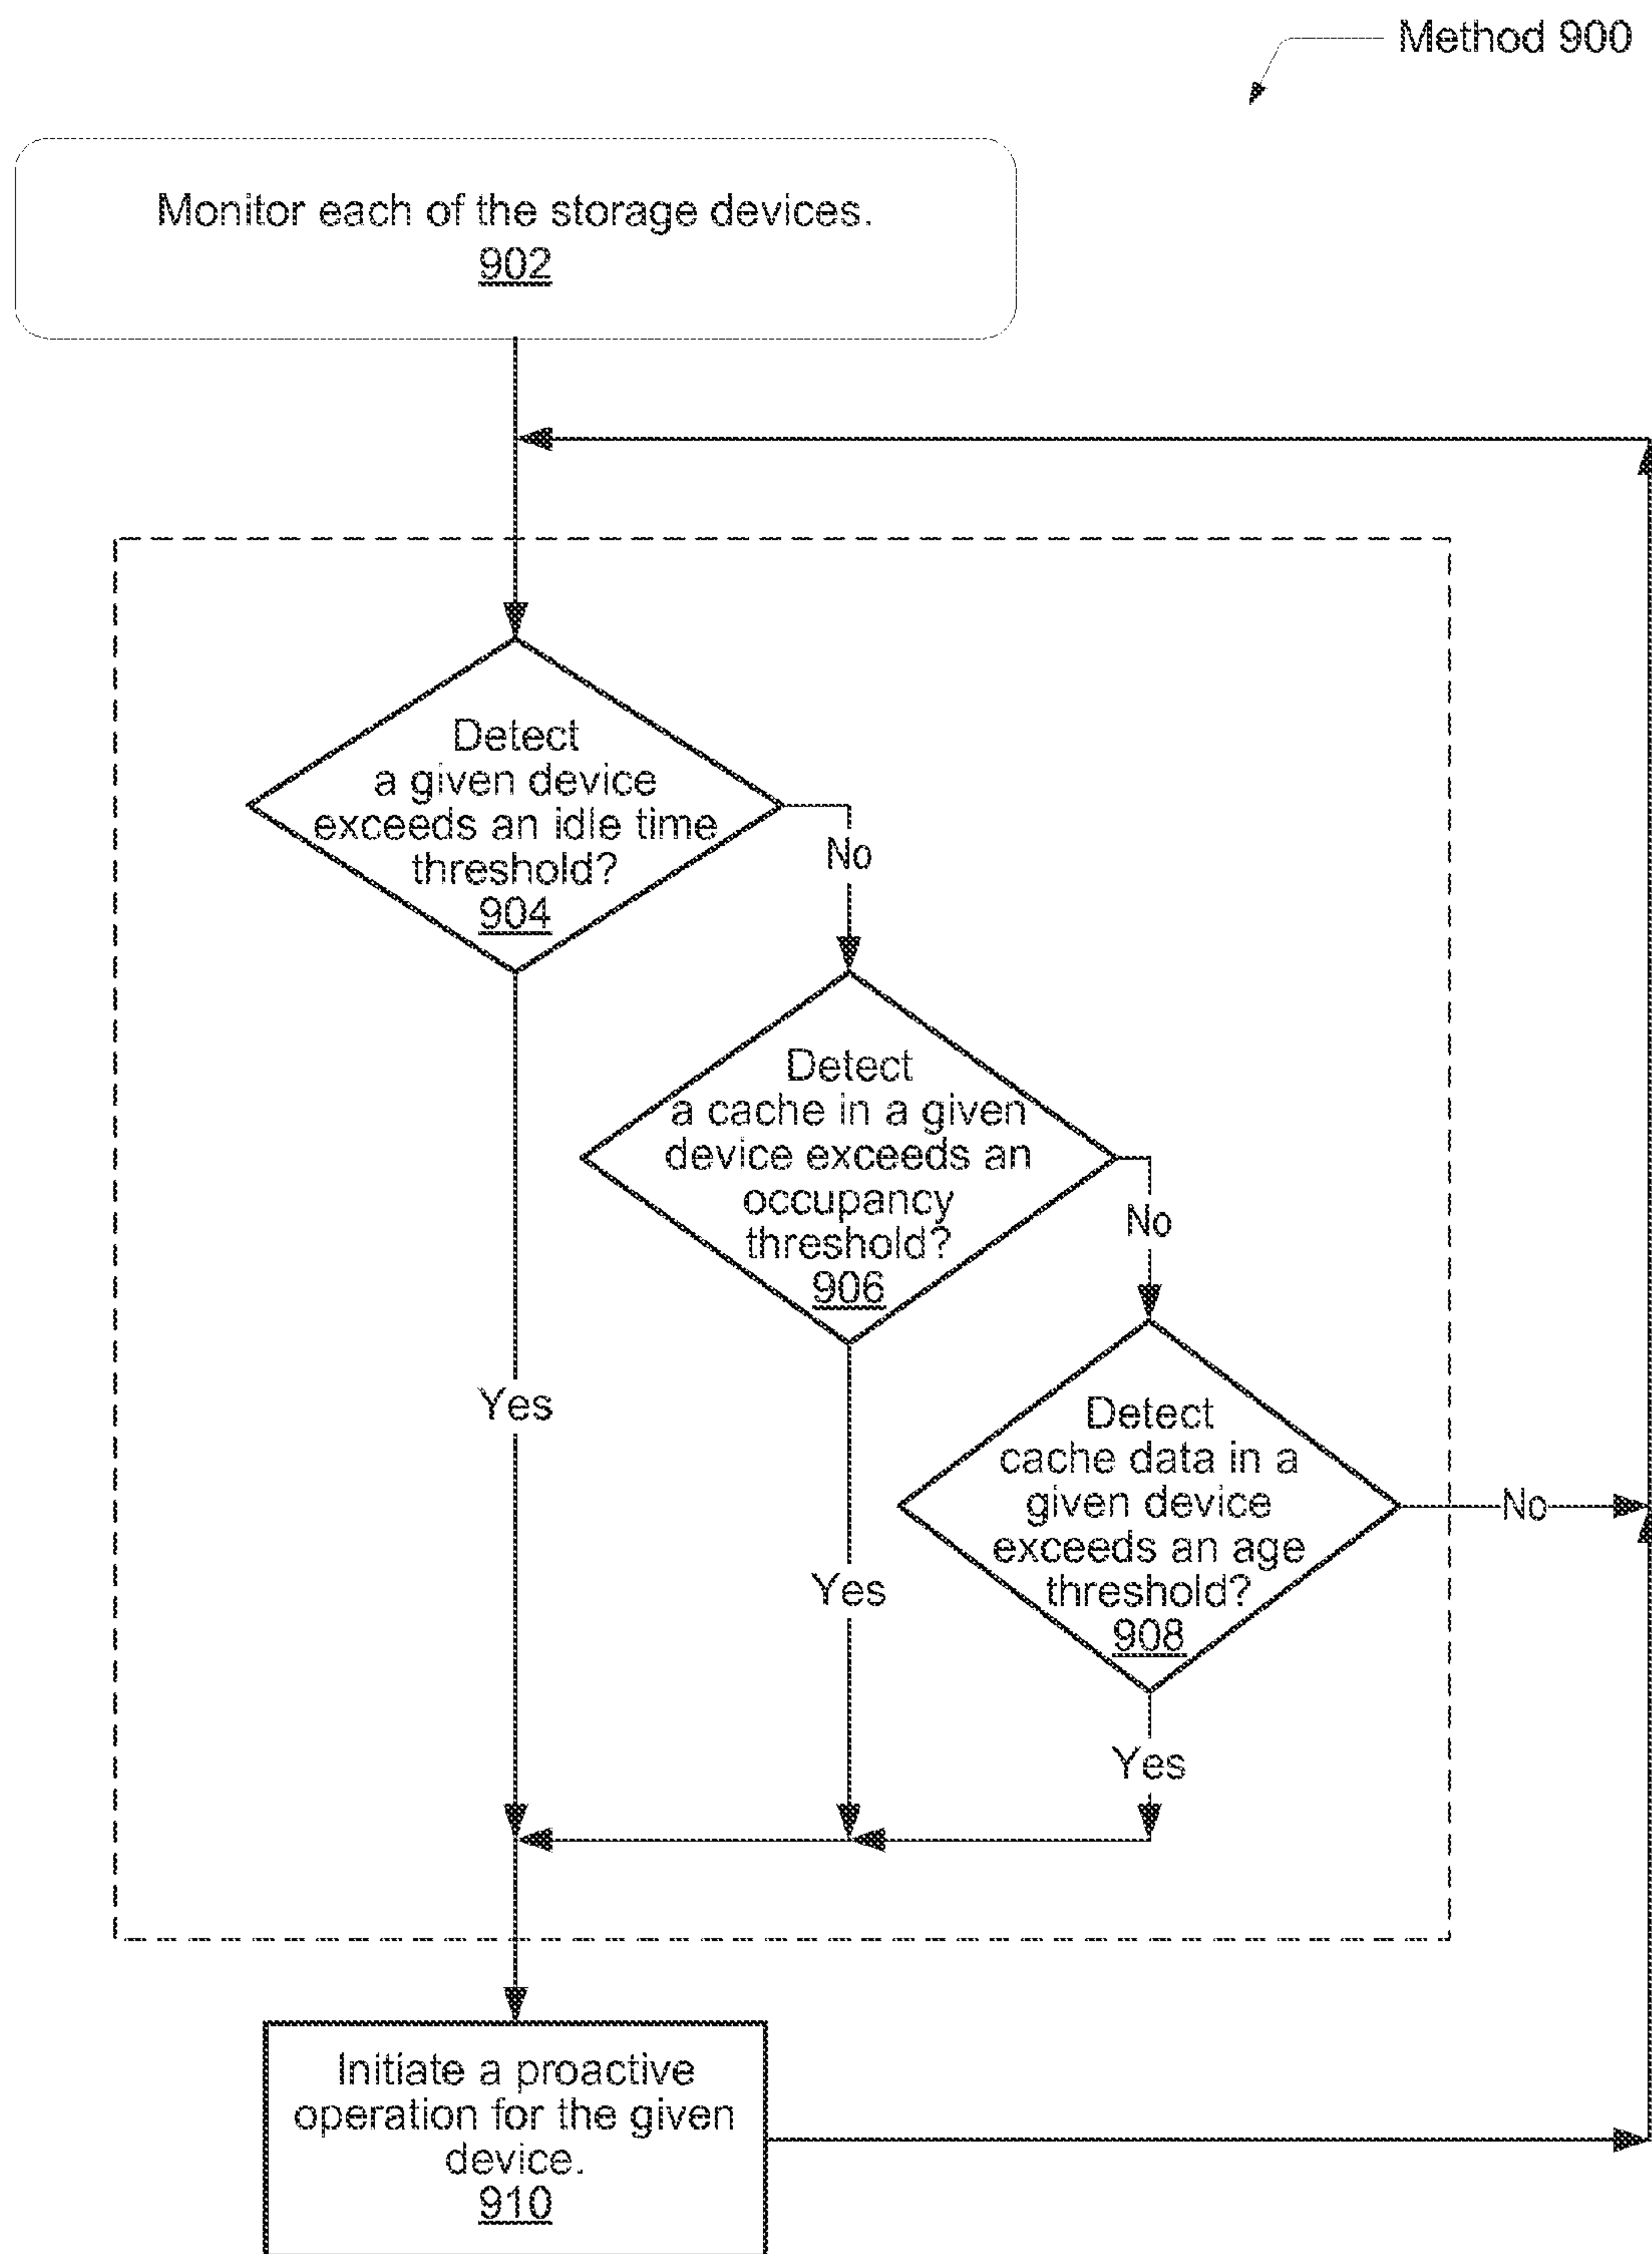 Method 900
Monitor each of the storage devices.
902
Detect
a given device
exceeds an idle time
threshold?
904
No
Detect
a cache in a given
device exceeds an
occupancy
threshold?
906
No
Yes
Detect
cache data in a
given device
exceeds an age
threshold?
908
No
Yes
Yes
Initiate a proactive
operation for the given
device.
910